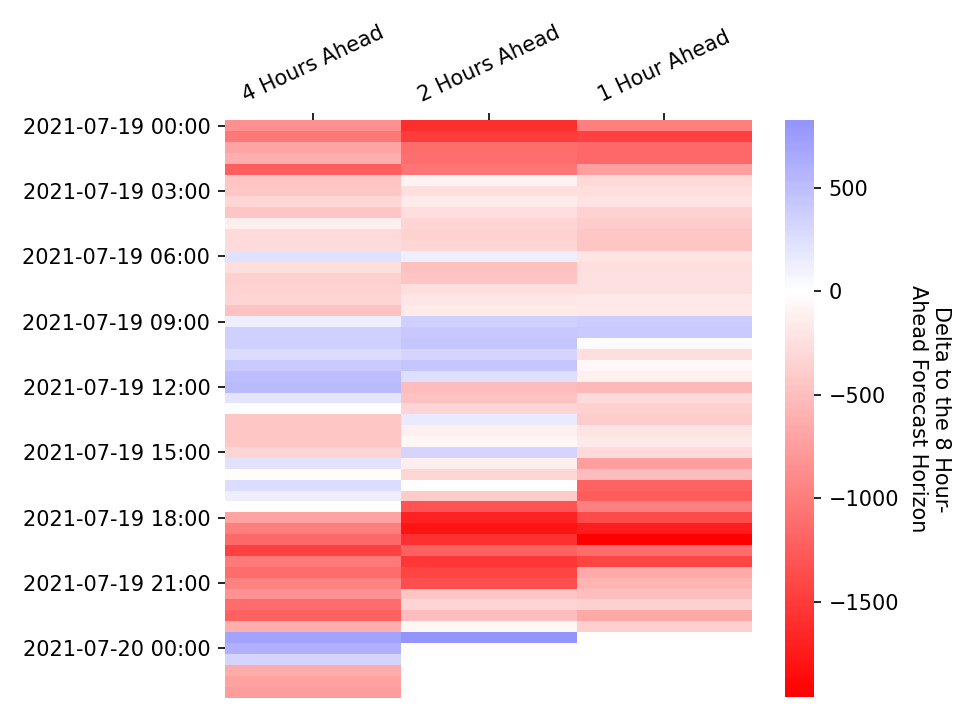 4 Hours Ahead
2 Hours Ahead
1 Hour Ahead
2021-07-19 00:00
2021-07-19 03:00
2021-07-19 06:00
2021-07-19 09:00
2021-07-19 12:00
2021-07-19 15:00
2021-07-19 18:00
2021-07-19 21:00
2021-07-20 00:00
500
0
−500
−1000
−1500
Delta to the 8 Hour-
Ahead Forecast Horizon